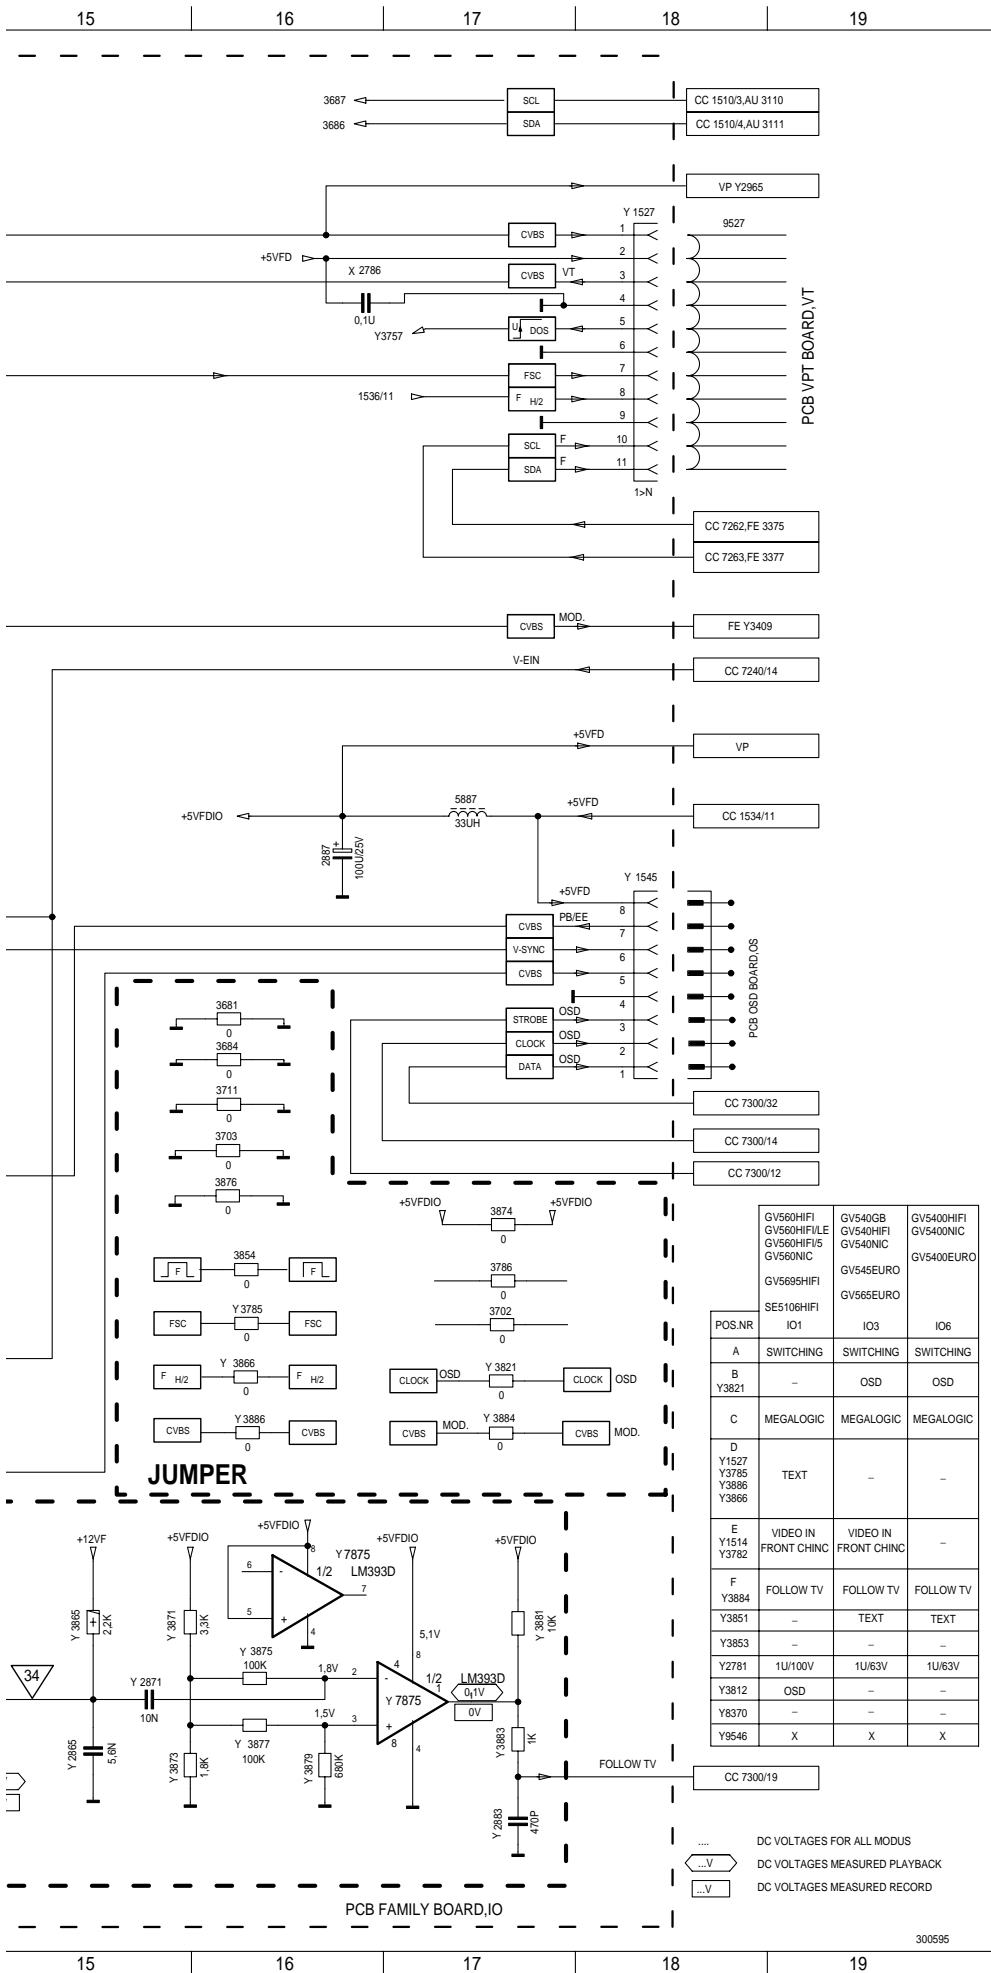 15 16 17 18 19
3687 SCL CC 1510/3,AU 3110
3686 SDA CC 1510/4,AU 3111
VP Y2965
Y 1527
9527
CVBS 1
+5VFD 2
X 2786 CVBS VT 3
4
0,1U
Y3757 U DOS 5
6
FSC 7
1536/11 F H/2 8
9
SCL F 10
SDA F 11
1>N
PCB VPT BOARD,VT
CC 7262,FE 3375
CC 7263,FE 3377
CVBS MOD. FE Y3409
V-EIN CC 7240/14
+5VFD VP
+5VFDIO 5887 +5VFD CC 1534/11
33UH
2887 + 100U/25V
Y 1545
+5VFD 8
CVBS PB/EE 7
V-SYNC 6
CVBS 5
4
STROBE OSD 3
CLOCK OSD 2
DATA OSD 1
PCB OSD BOARD,OS
CC 7300/32
CC 7300/14
CC 7300/12
3681
0
3684
0
3711
0
3703
0
3876
0
+5VFDIO 3874 +5VFDIO
0
F 3854 F
0
3786
0
FSC Y 3785 FSC
0
3702
0
F H/2 Y 3866 F H/2
0
CLOCK OSD Y 3821 CLOCK OSD
0
CVBS Y 3886 CVBS
0
CVBS MOD. Y 3884 CVBS MOD.
0
JUMPER
GV560HIFI GV540GB GV5400HIFI
GV560HIFI/LE GV540HIFI GV5400NIC
GV560HIFI/5 GV540NIC
GV560NIC GV5400EURO
GV545EURO
GV5695HIFI
GV565EURO
SE5106HIFI
POS.NR IO1 IO3 IO6
A SWITCHING SWITCHING SWITCHING
B
Y3821 – OSD OSD
C MEGALOGIC MEGALOGIC MEGALOGIC
D
Y1527
Y3785 TEXT – –
Y3886
Y3866
E VIDEO IN VIDEO IN
Y1514 FRONT CHINC FRONT CHINC –
Y3782
F
Y3884 FOLLOW TV FOLLOW TV FOLLOW TV
Y3851 – TEXT TEXT
Y3853 – – –
Y2781 1U/100V 1U/63V 1U/63V
Y3812 OSD – –
Y8370 – – –
Y9546 X X X
+12VF +5VFDIO +5VFDIO +5VFDIO +5VFDIO
8
6 - Y 7875
1/2 LM393D
7
5 +
4
Y 3865 + 2,2K
Y 3871 3,3K
Y 3881 10K
5,1V
8
34
Y 3875
100K
Y 2871
10N
1,8V 2 - 4
1/2 LM393D
1 0,1V
Y 7875 0V
1,5V 3 + 8 4
Y 3877
100K
Y 2865 5,6N
Y 3873 1,8K
Y 3879 680K
Y 3883 1K
FOLLOW TV CC 7300/19
Y 2883 470P
.... DC VOLTAGES FOR ALL MODUS
...V DC VOLTAGES MEASURED PLAYBACK
...V DC VOLTAGES MEASURED RECORD
PCB FAMILY BOARD,IO
300595
15 16 17 18 19